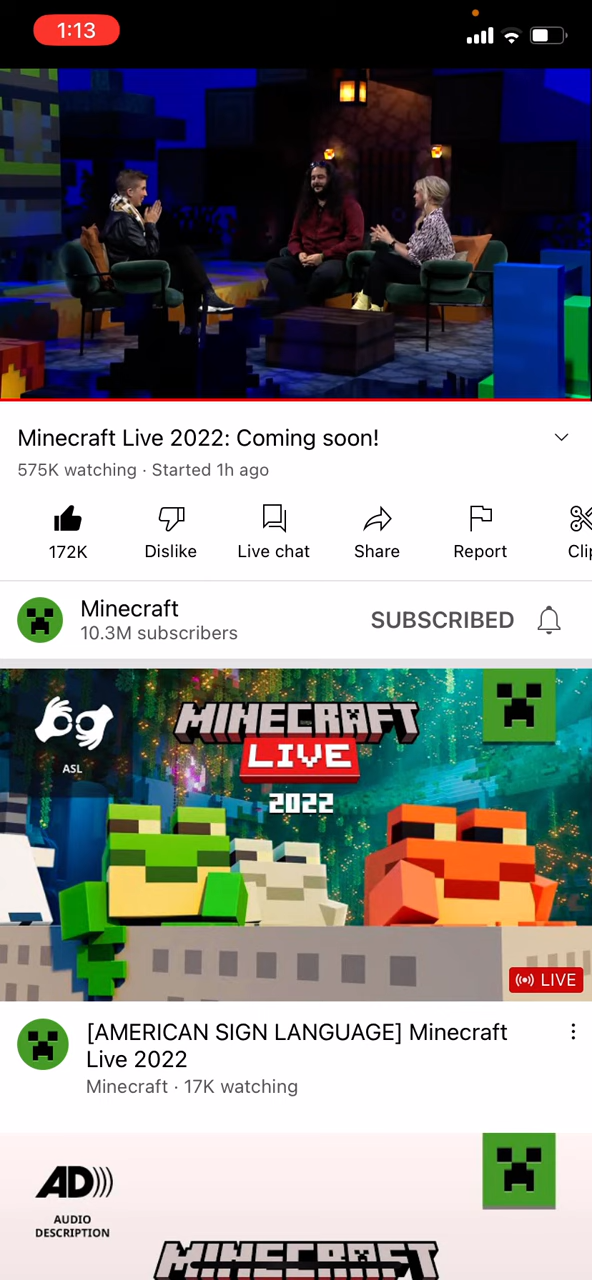 1:13
Minecraft Live 2022: Coming soon!
575K watching · Started 1h ago
172K
Dislike
Live chat
Share
Report
Clip
Minecraft
10.3M subscribers
SUBSCRIBED
ASL
MINECRAFT
LIVE
2022
LIVE
[AMERICAN SIGN LANGUAGE] Minecraft
Live 2022
Minecraft · 17K watching
AD
AUDIO
DESCRIPTION
MINECRAFT